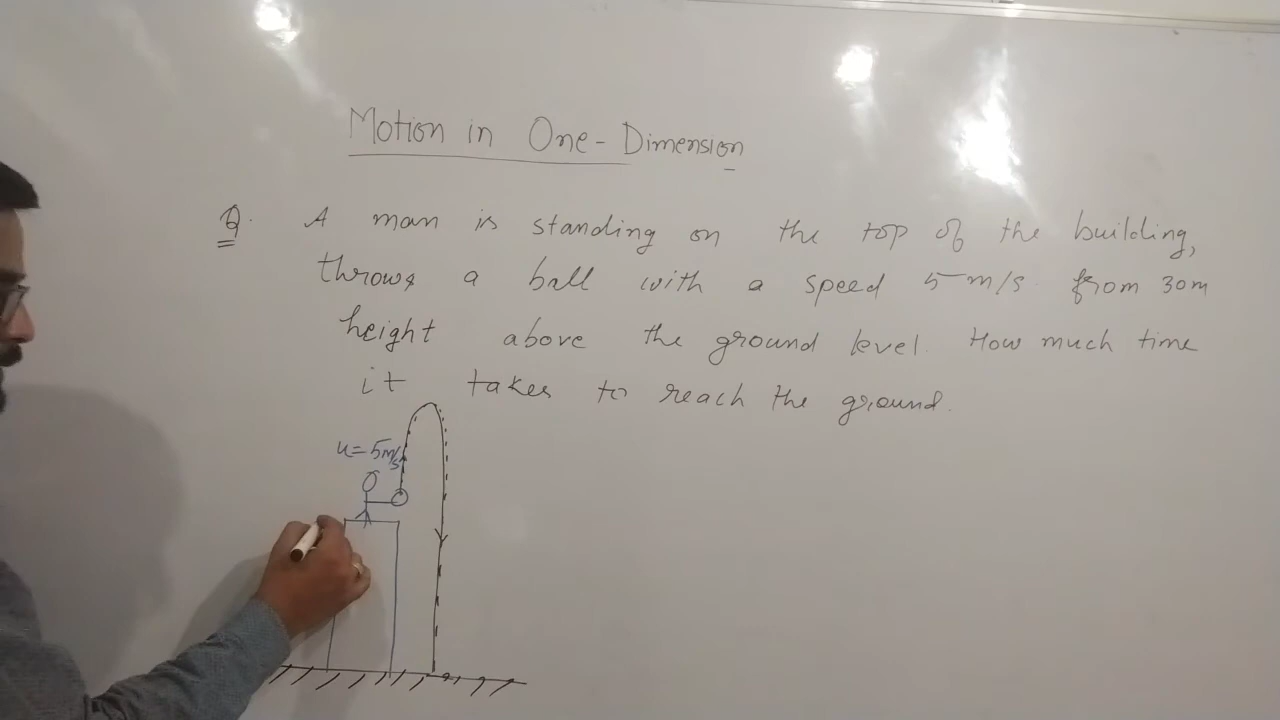 Motion in One-Dimension
Q. A man is standing on the top of the building,
throws a ball with a speed 5 m/s from 30m
height above the ground level. How much time
it takes to reach the ground.
u=5m/s